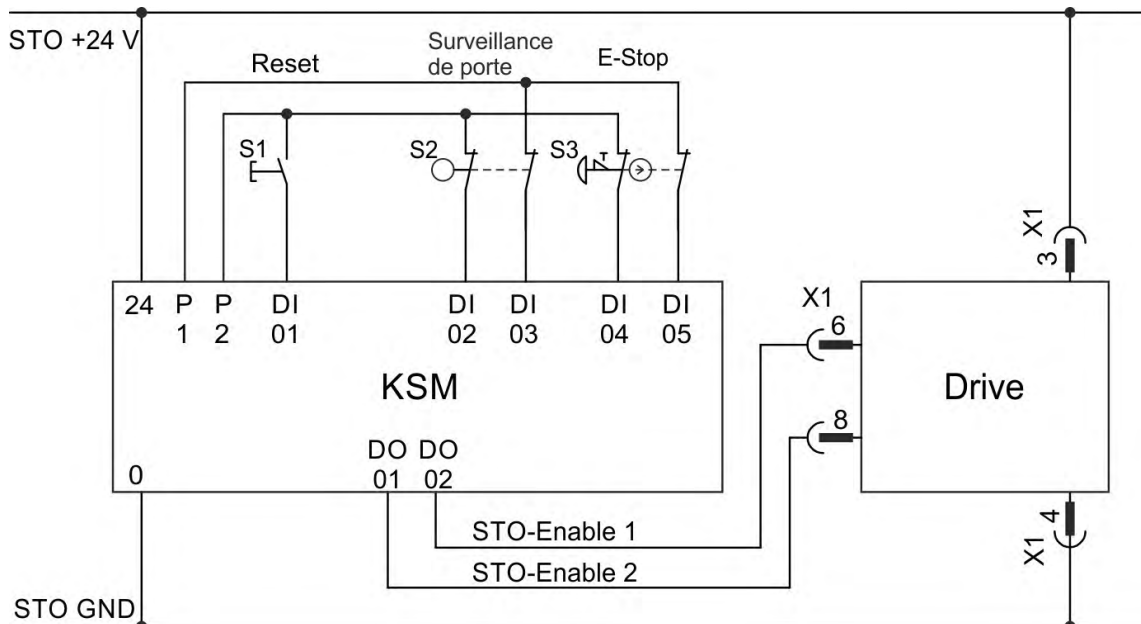 STO +24 V
Reset
Surveillance
de porte
E-Stop
S1
S2
S3
X1
3
24 P P DI DI DI DI DI
1 2 01 02 03 04 05
X1
6
KSM
Drive
8
DO DO
0 01 02
4
X1
STO-Enable 1
STO-Enable 2
STO GND